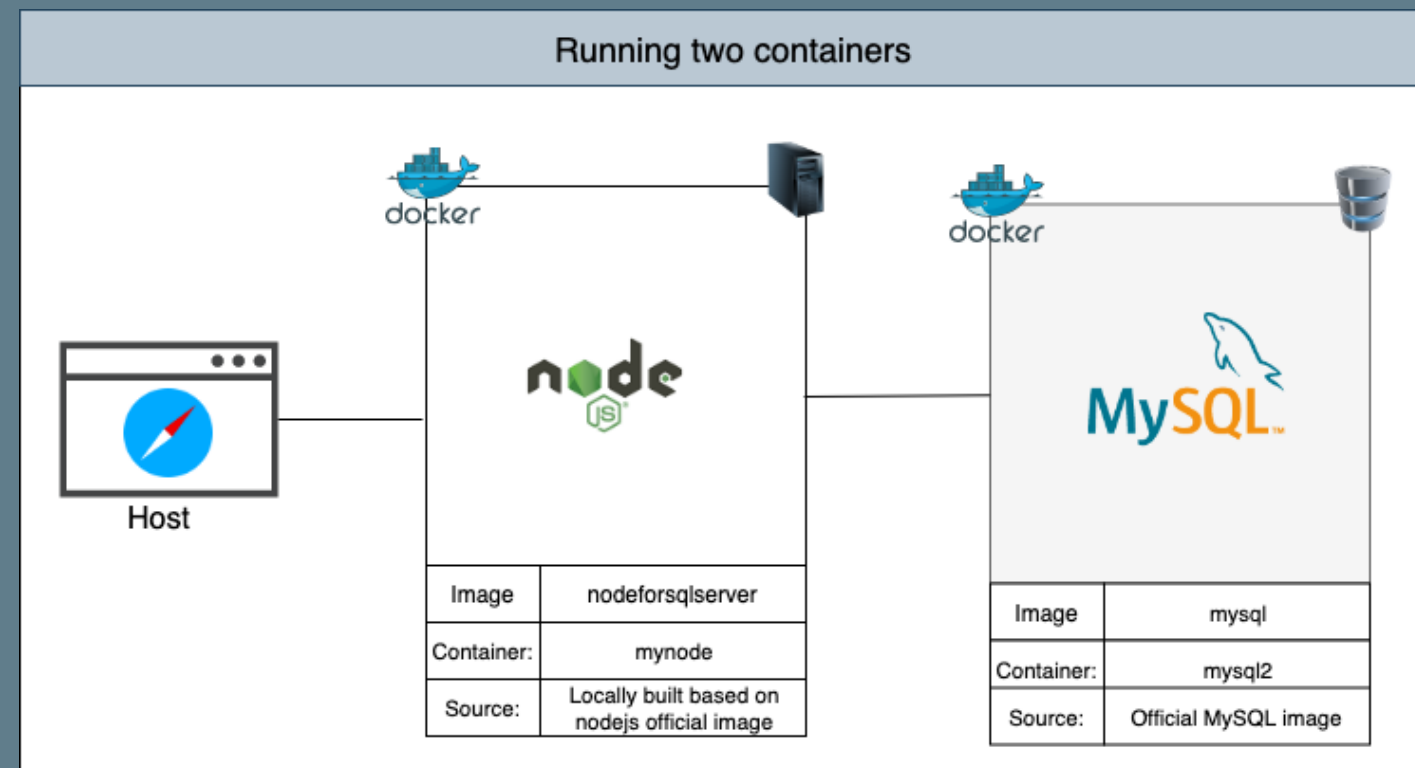 Running two containers
docker
docker
node
JS
MySQL™
Host
Image
nodeforsqlserver
Container:
mynode
Source:
Locally built based on
nodejs official image
Image
mysql
Container:
mysql2
Source:
Official MySQL image